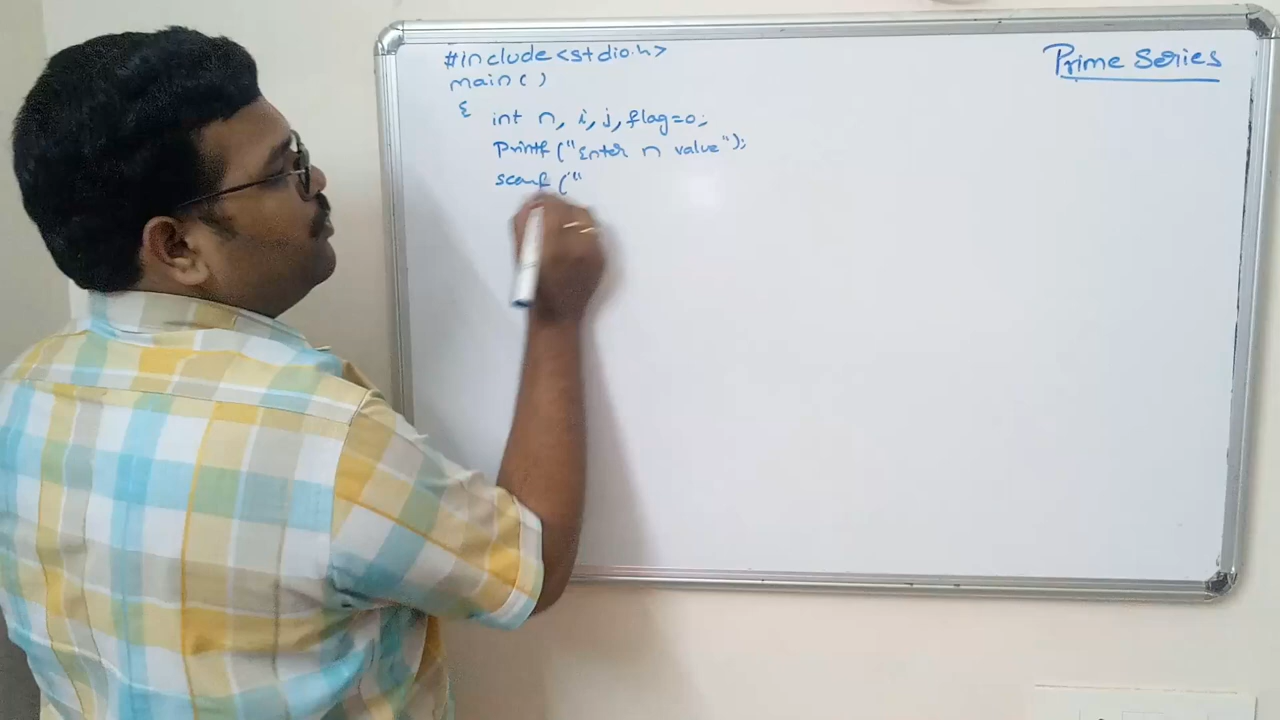 Prime Series
#include<stdio.h>
main()
{
int n, i, j, flag=0;
Printf ("Enter n value");
scanf ("